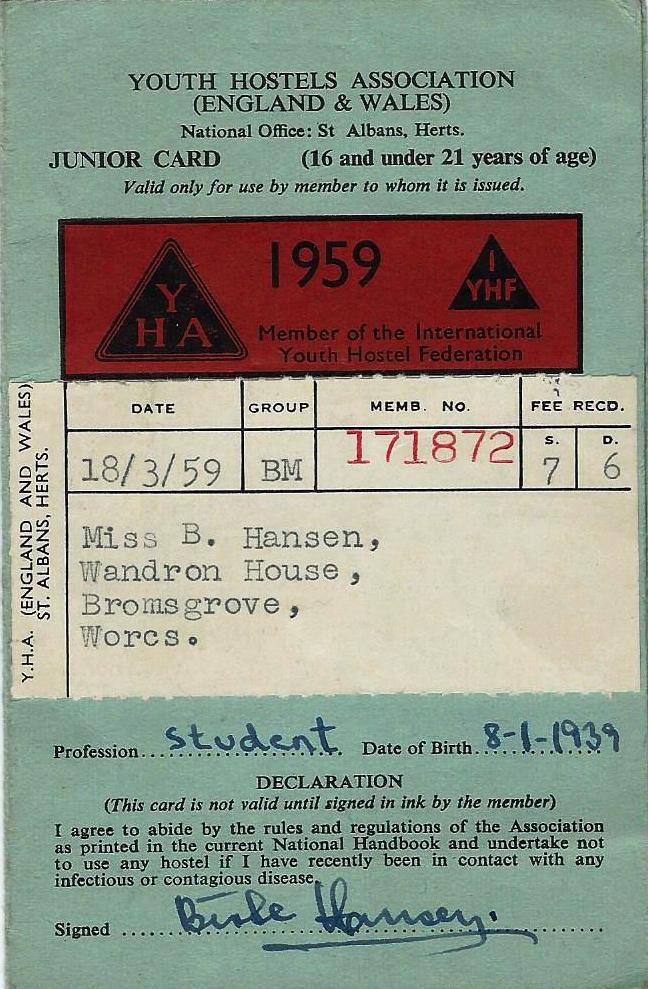 YOUTH HOSTELS ASSOCIATION
(ENGLAND & WALES)
National Office: St Albans, Herts.
JUNIOR CARD (16 and under 21 years of age)
Valid only for use by member to whom it is issued.
YHA
1959
IYHF
Member of the International
Youth Hostel Federation
Y.H.A. (ENGLAND AND WALES)
ST. ALBANS, HERTS.
DATE GROUP MEMB. NO. FEE RECD.
S. D.
18/3/59 BM 171872 7 6
Miss B. Hansen,
Wandron House,
Bromsgrove,
Worcs.
Profession student. Date of Birth 8-1-1939
DECLARATION
(This card is not valid until signed in ink by the member)
I agree to abide by the rules and regulations of the Association
as printed in the current National Handbook and undertake not
to use any hostel if I have recently been in contact with any
infectious or contagious disease.
Signed